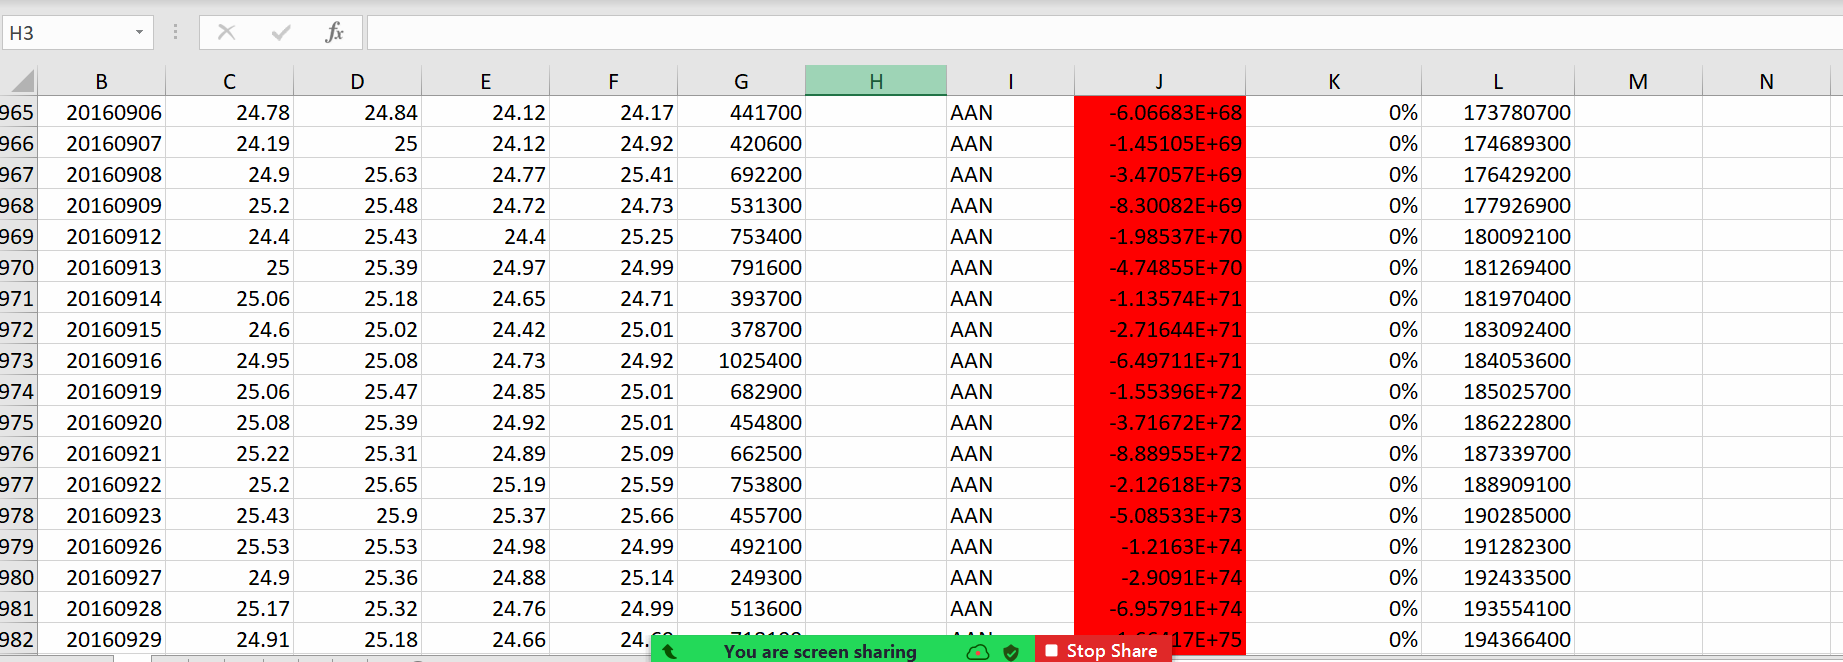 H3 fx
B C D E F G H I J K L M N
965 20160906 24.78 24.84 24.12 24.17 441700 AAN -6.06683E+68 0% 173780700
966 20160907 24.19 25 24.12 24.92 420600 AAN -1.45105E+69 0% 174689300
967 20160908 24.9 25.63 24.77 25.41 692200 AAN -3.47057E+69 0% 176429200
968 20160909 25.2 25.48 24.72 24.73 531300 AAN -8.30082E+69 0% 177926900
969 20160912 24.4 25.43 24.4 25.25 753400 AAN -1.98537E+70 0% 180092100
970 20160913 25 25.39 24.97 24.99 791600 AAN -4.74855E+70 0% 181269400
971 20160914 25.06 25.18 24.65 24.71 393700 AAN -1.13574E+71 0% 181970400
972 20160915 24.6 25.02 24.42 25.01 378700 AAN -2.71644E+71 0% 183092400
973 20160916 24.95 25.08 24.73 24.92 1025400 AAN -6.49711E+71 0% 184053600
974 20160919 25.06 25.47 24.85 25.01 682900 AAN -1.55396E+72 0% 185025700
975 20160920 25.08 25.39 24.92 25.01 454800 AAN -3.71672E+72 0% 186222800
976 20160921 25.22 25.31 24.89 25.09 662500 AAN -8.88955E+72 0% 187339700
977 20160922 25.2 25.65 25.19 25.59 753800 AAN -2.12618E+73 0% 188909100
978 20160923 25.43 25.9 25.37 25.66 455700 AAN -5.08533E+73 0% 190285000
979 20160926 25.53 25.53 24.98 24.99 492100 AAN -1.2163E+74 0% 191282300
980 20160927 24.9 25.36 24.88 25.14 249300 AAN -2.9091E+74 0% 192433500
981 20160928 25.17 25.32 24.76 24.99 513600 AAN -6.95791E+74 0% 193554100
982 20160929 24.91 25.18 24.66 AAN 0% 194366400
You are screen sharing Stop Share